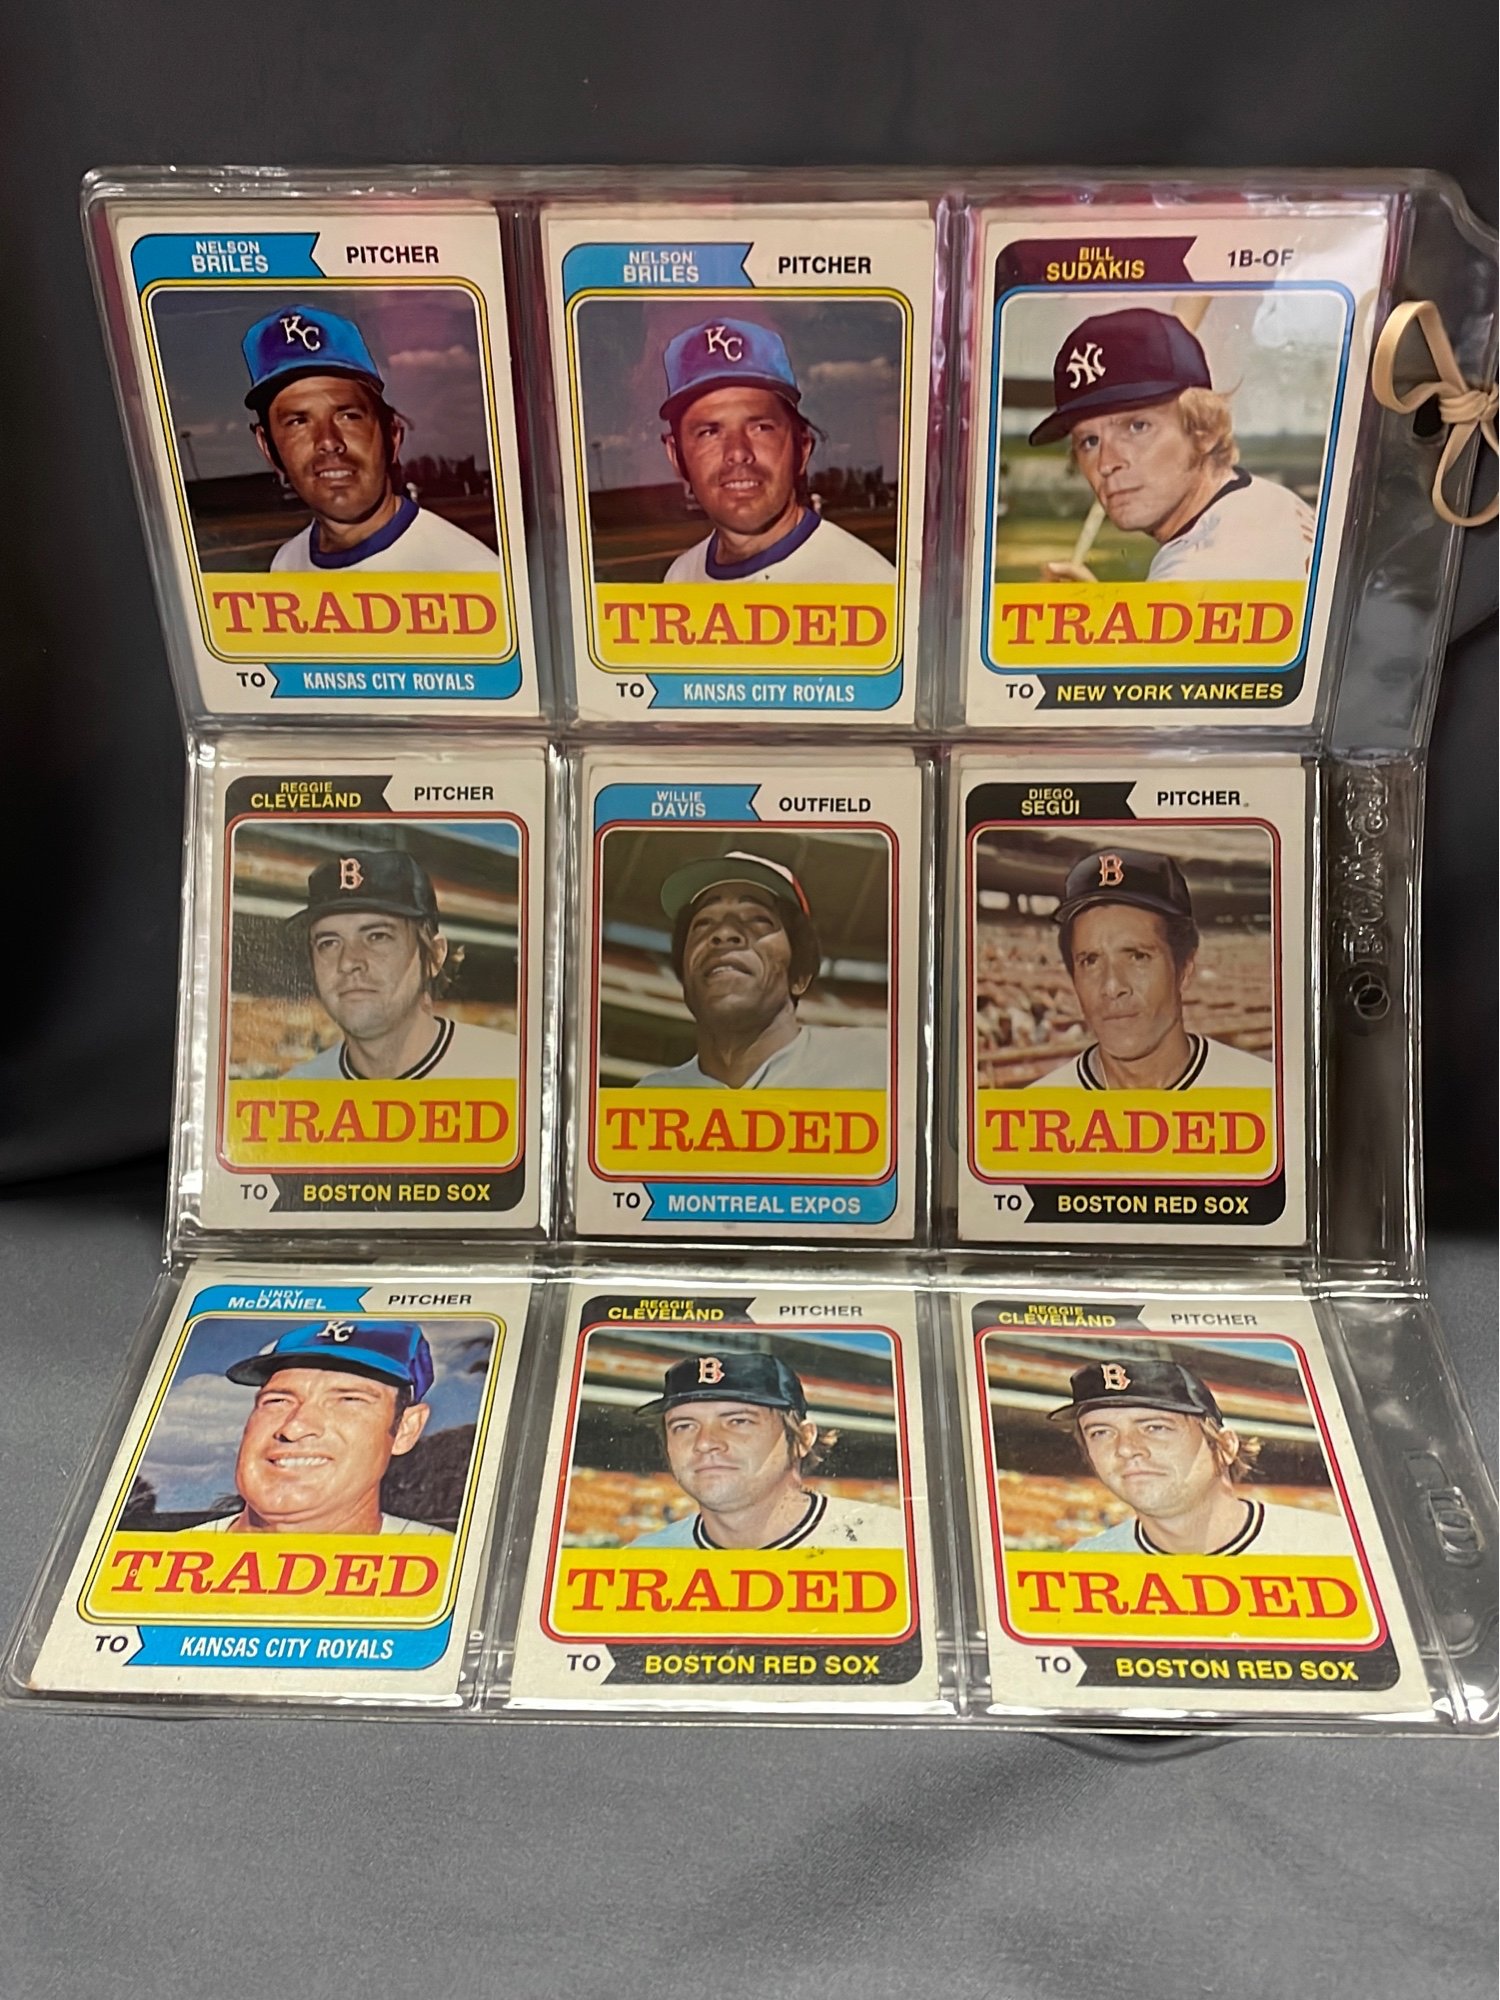 NELSON
BRILES
PITCHER
KC
TRADED
TO KANSAS CITY ROYALS
NELSON
BRILES
PITCHER
KC
TRADED
TO KANSAS CITY ROYALS
BILL
SUDAKIS
1B-OF
NY
TRADED
TO NEW YORK YANKEES
REGGIE
CLEVELAND
PITCHER
B
TRADED
TO BOSTON RED SOX
WILLIE
DAVIS
OUTFIELD
TRADED
TO MONTREAL EXPOS
DIEGO
SEGUI
PITCHER
B
TRADED
TO BOSTON RED SOX
LINDY
McDANIEL
PITCHER
KC
TRADED
TO KANSAS CITY ROYALS
REGGIE
CLEVELAND
PITCHER
B
TRADED
TO BOSTON RED SOX
REGGIE
CLEVELAND
PITCHER
B
TRADED
TO BOSTON RED SOX